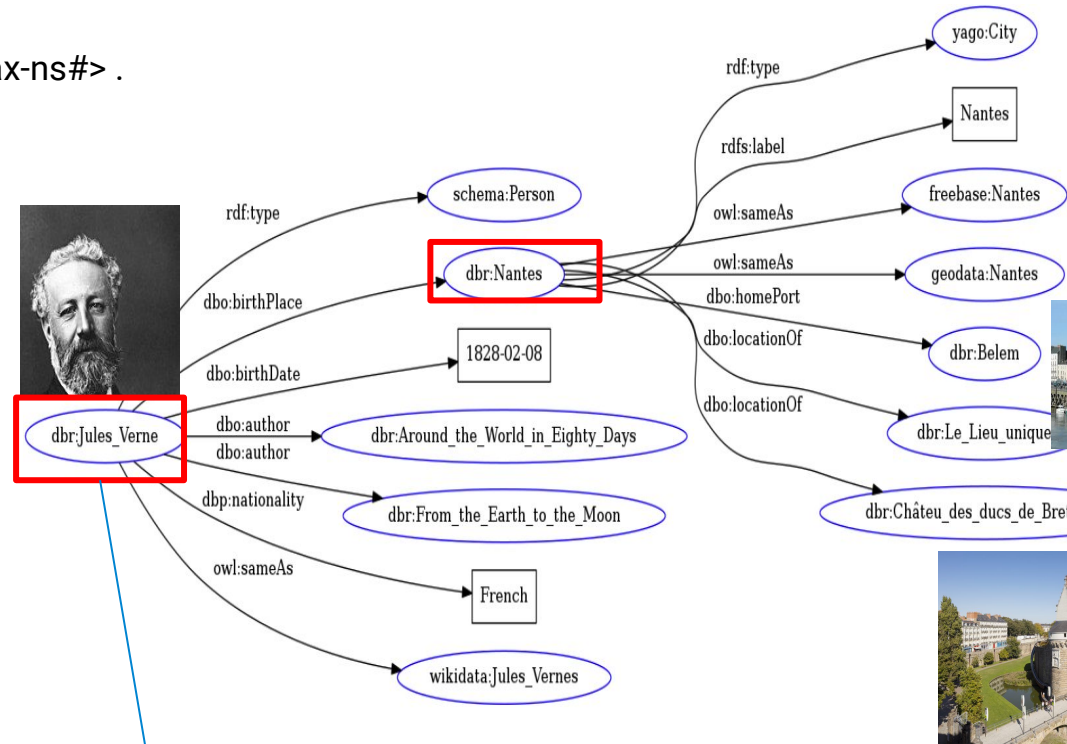 ax-ns#> .
yago:City
rdf:type
Nantes
rdfs:label
schema:Person
freebase:Nantes
rdf:type
owl:sameAs
dbr:Nantes
owl:sameAs
geodata:Nantes
dbo:birthPlace
dbo:homePort
1828-02-08
dbo:locationOf
dbr:Belem
dbo:birthDate
dbo:locationOf
dbr:Jules_Verne
dbo:author
dbr:Around_the_World_in_Eighty_Days
dbr:Le_Lieu_unique
dbo:author
dbp:nationality
dbr:From_the_Earth_to_the_Moon
dbr:Châteu_des_ducs_de_Bre
owl:sameAs
French
wikidata:Jules_Vernes